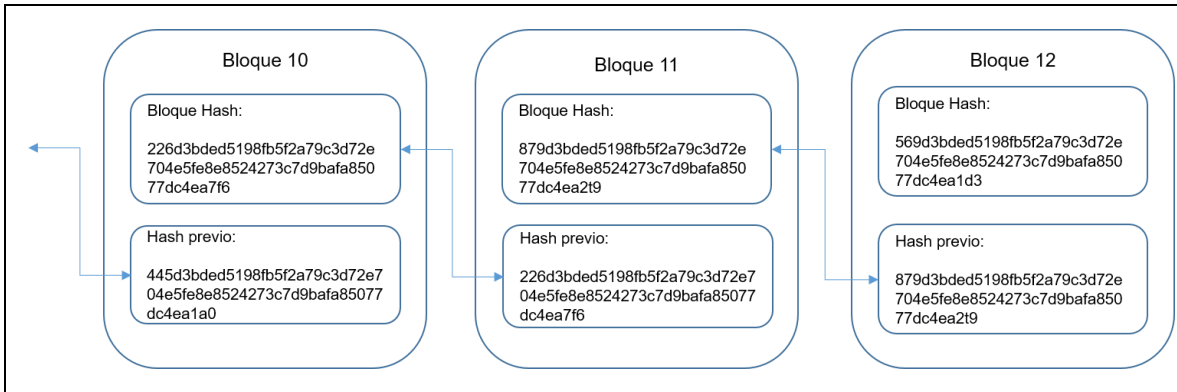 Bloque 10
Bloque Hash:
226d3bded5198fb5f2a79c3d72e
704e5fe8e8524273c7d9bafa850
77dc4ea7f6
Hash previo:
445d3bded5198fb5f2a79c3d72e7
04e5fe8e8524273c7d9bafa85077
dc4ea1a0
Bloque 11
Bloque Hash:
879d3bded5198fb5f2a79c3d72e
704e5fe8e8524273c7d9bafa850
77dc4ea2t9
Hash previo:
226d3bded5198fb5f2a79c3d72e7
04e5fe8e8524273c7d9bafa85077
dc4ea7f6
Bloque 12
Bloque Hash:
569d3bded5198fb5f2a79c3d72e
704e5fe8e8524273c7d9bafa850
77dc4ea1d3
Hash previo:
879d3bded5198fb5f2a79c3d72e
704e5fe8e8524273c7d9bafa850
77dc4ea2t9